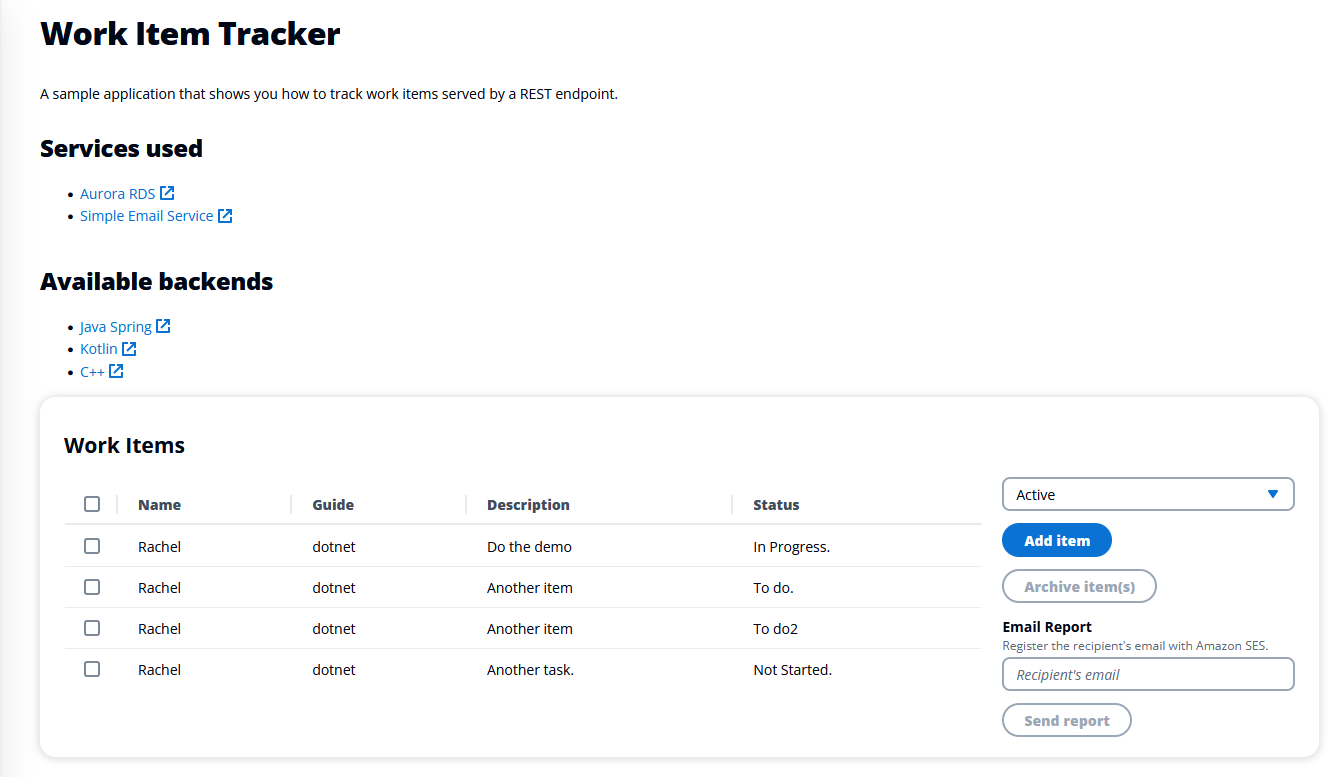 Work Item Tracker
A sample application that shows you how to track work items served by a REST endpoint.
Services used
Aurora RDS
Simple Email Service
Available backends
Java Spring
Kotlin
C++
Work Items
Name Guide Description Status
Rachel dotnet Do the demo In Progress.
Rachel dotnet Another item To do.
Rachel dotnet Another item To do2
Rachel dotnet Another task. Not Started.
Active
Add item
Archive item(s)
Email Report
Register the recipient's email with Amazon SES.
Recipient's email
Send report